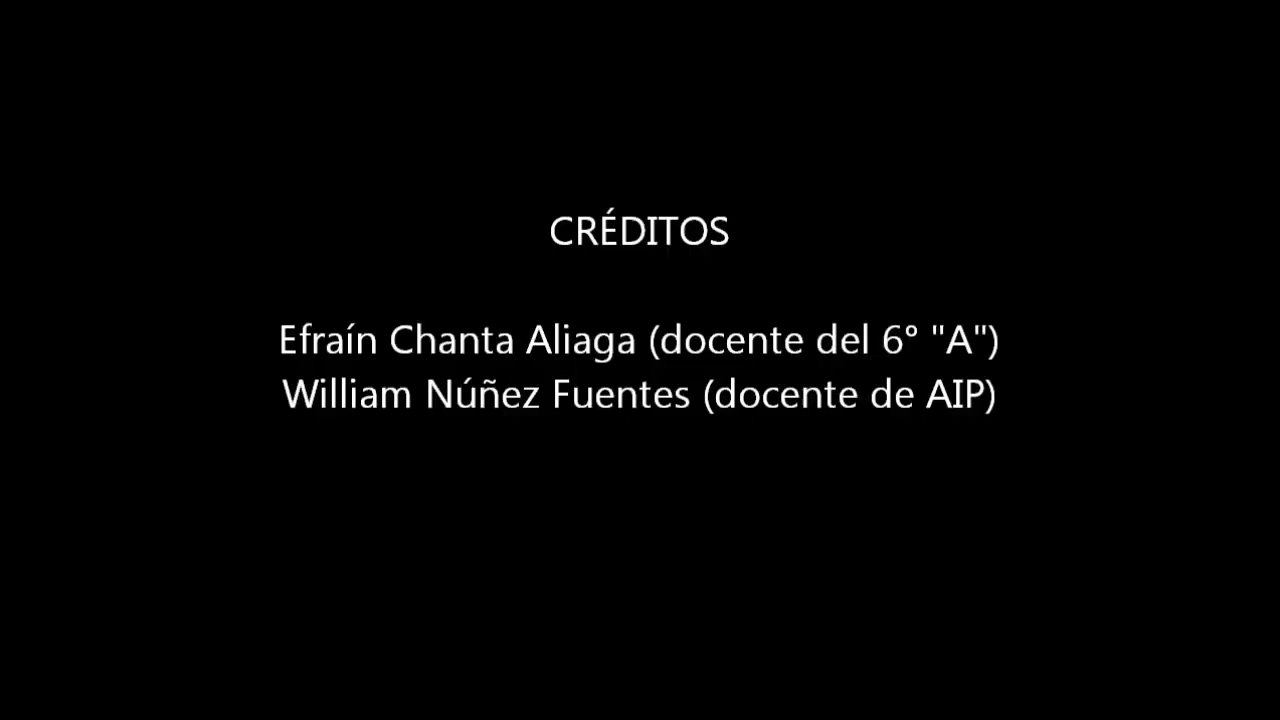 CRÉDITOS
Efraín Chanta Aliaga (docente del 6° "A")
William Núñez Fuentes (docente de AIP)